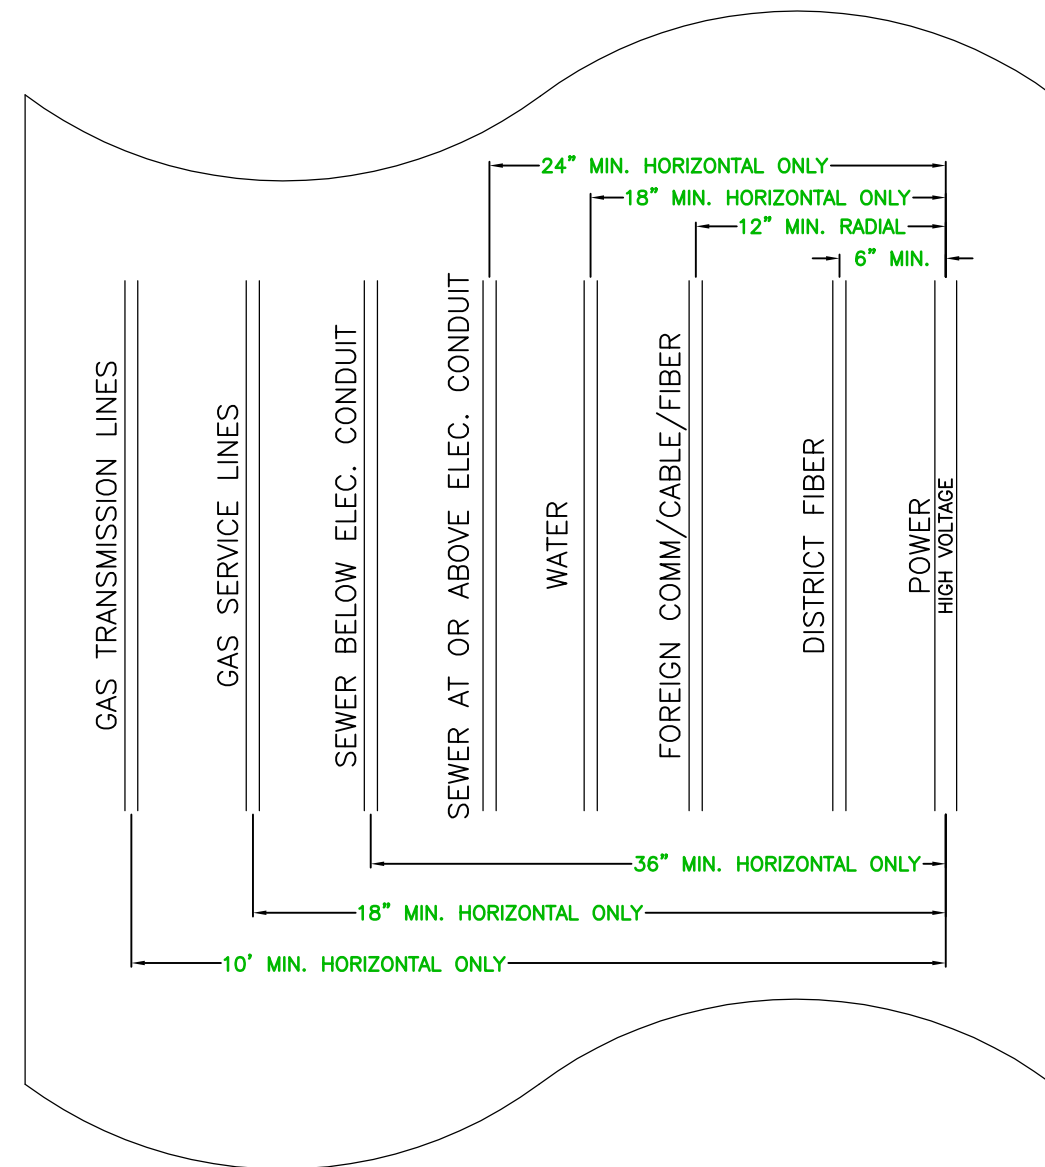 24" MIN. HORIZONTAL ONLY
18" MIN. HORIZONTAL ONLY
12" MIN. RADIAL
6" MIN.
GAS TRANSMISSION LINES
GAS SERVICE LINES
SEWER BELOW ELEC. CONDUIT
SEWER AT OR ABOVE ELEC. CONDUIT
WATER
FOREIGN COMM/CABLE/FIBER
DISTRICT FIBER
POWER
HIGH VOLTAGE
36" MIN. HORIZONTAL ONLY
18" MIN. HORIZONTAL ONLY
10' MIN. HORIZONTAL ONLY